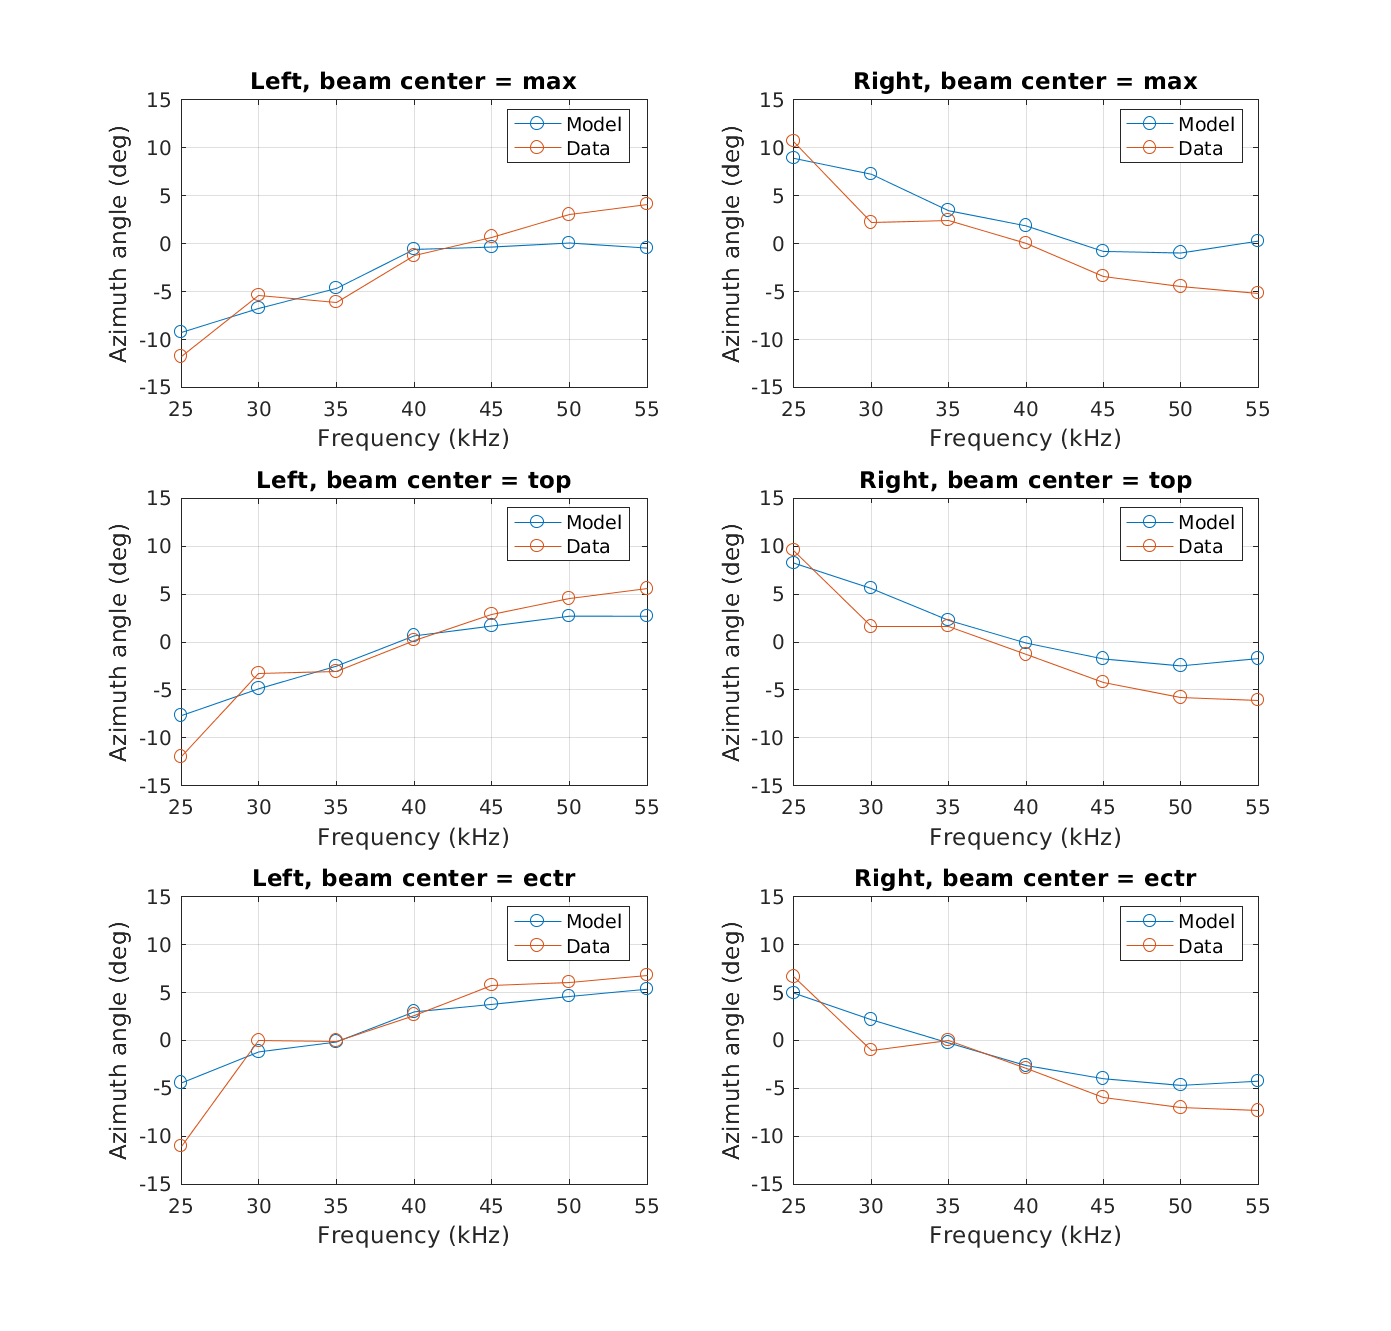 Left, beam center = max
Azimuth angle (deg)
15
10
5
0
-5
-10
-15
Model
Data
25 30 35 40 45 50 55
Frequency (kHz)
Right, beam center = max
Azimuth angle (deg)
15
10
5
0
-5
-10
-15
Model
Data
25 30 35 40 45 50 55
Frequency (kHz)
Left, beam center = top
Azimuth angle (deg)
15
10
5
0
-5
-10
-15
Model
Data
25 30 35 40 45 50 55
Frequency (kHz)
Right, beam center = top
Azimuth angle (deg)
15
10
5
0
-5
-10
-15
Model
Data
25 30 35 40 45 50 55
Frequency (kHz)
Left, beam center = ectr
Azimuth angle (deg)
15
10
5
0
-5
-10
-15
Model
Data
25 30 35 40 45 50 55
Frequency (kHz)
Right, beam center = ectr
Azimuth angle (deg)
15
10
5
0
-5
-10
-15
Model
Data
25 30 35 40 45 50 55
Frequency (kHz)